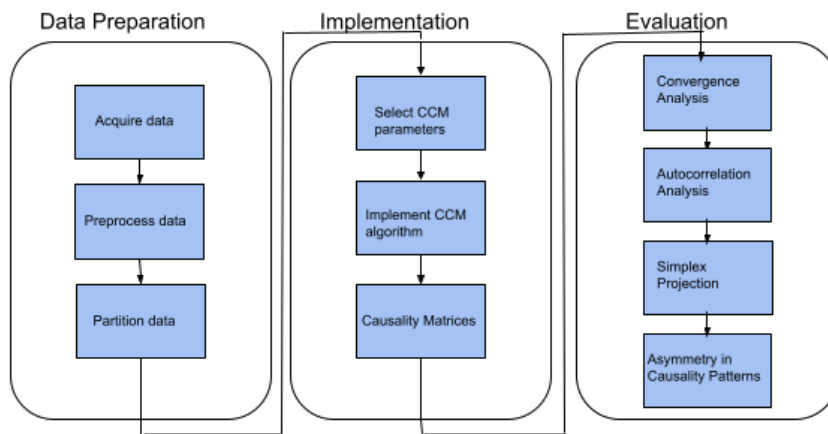 Data Preparation
Acquire data
Preprocess data
Partition data
Implementation
Select CCM
parameters
Implement CCM
algorithm
Causality Matrices
Evaluation
Convergence
Analysis
Autocorrelation
Analysis
Simplex
Projection
Asymmetry in
Causality Patterns